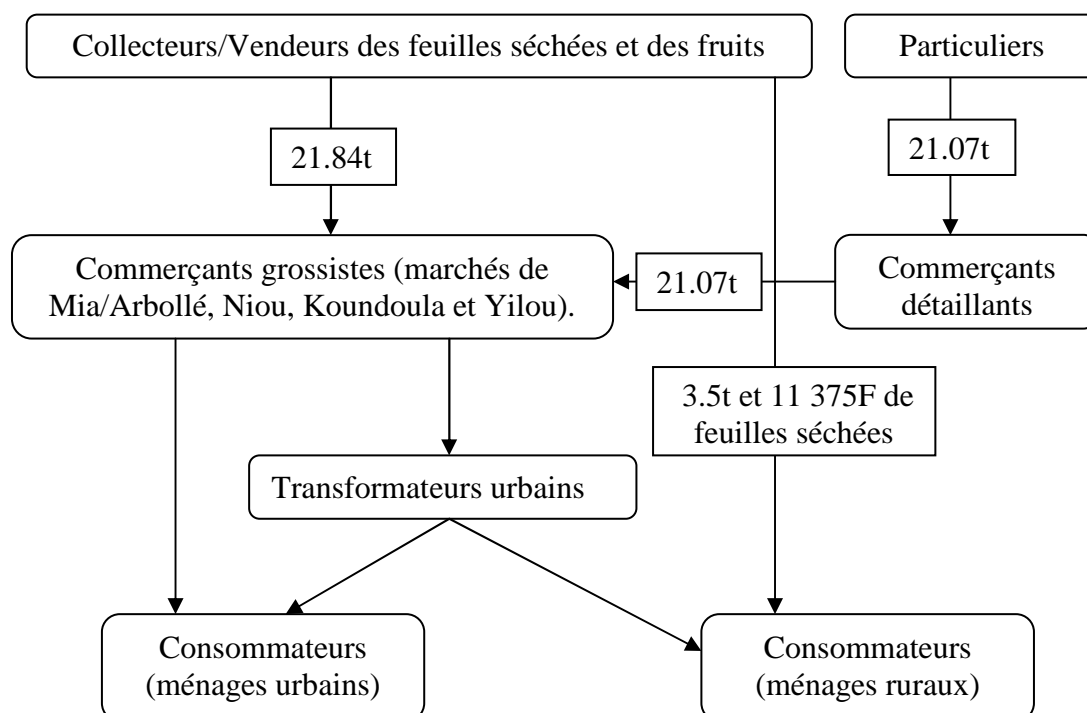 Collecteurs/Vendeurs des feuilles séchées et des fruits
Particuliers
21.84t
21.07t
Commerçants grossistes (marchés de
Mia/Arbollé, Niou, Koundoula et Yilou).
21.07t
Commerçants
détaillants
3.5t et 11 375F de
feuilles séchées
Transformateurs urbains
Consommateurs
(ménages urbains)
Consommateurs
(ménages ruraux)